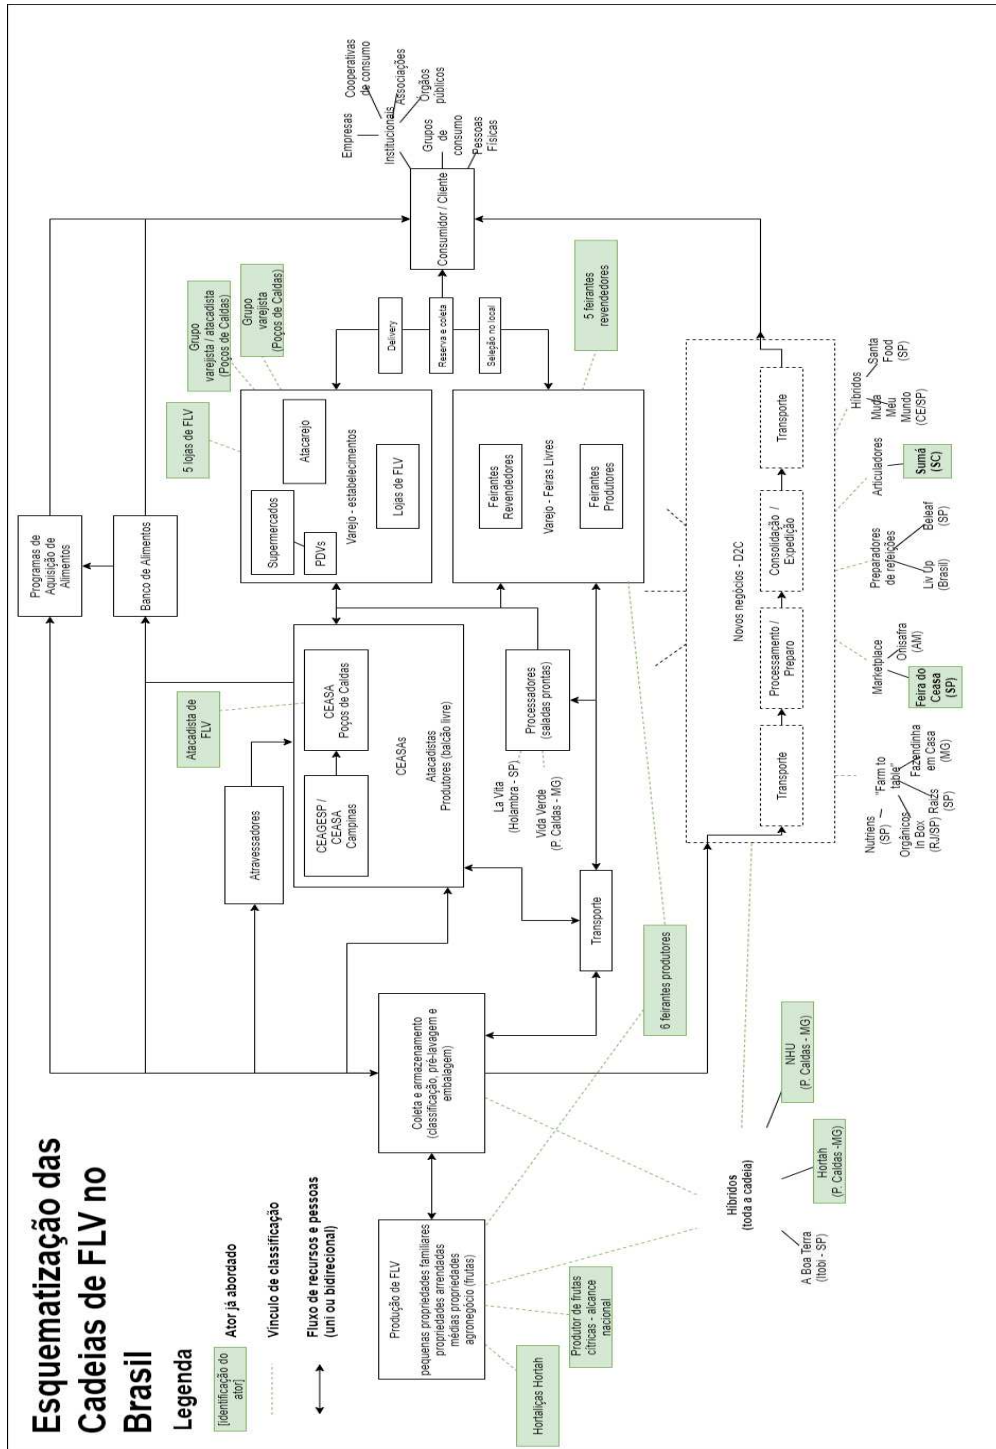 Esquematização das
Cadeias de FLV no
Brasil
Legenda
[identificação do
ator]
Ator já abordado
Vínculo de classificação
Fluxo de recursos e pessoas
(uni ou bidirecional)
Hortaliças Hortah
Produtor de frutas
cítricas - alcance
nacional
Produção de FLV
pequenas propriedades familiares
propriedades arrendadas
médias propriedades
agronegócio (frutas)
Coleta e armazenamento
(classificação, pré-lavagem e
embalagem)
Híbridos
(toda a cadeia)
A Boa Terra
(Itobi - SP)
Hortah
(P. Caldas -MG)
NHU
(P. Caldas - MG)
6 feirantes produtores
Transporte
Atravessadores
Atacadista de
FLV
CEAGESP /
CEASA
Campinas
CEASA
Poços de Caldas
CEASAs
Atacadistas
Produtores (balcão livre)
La Vita
(Holambra - SP)
Vida Verde
(P. Caldas - MG)
Processadores
(saladas prontas)
Programas de
Aquisição de
Alimentos
Banco de Alimentos
5 lojas de FLV
Grupo
varejista / atacadista
(Poços de Caldas)
Grupo
varejista
(Poços de Caldas)
Supermercados
PDVs
Atacarejo
Varejo - estabelecimentos
Lojas de FLV
Feirantes
Revendedores
Varejo - Feiras Livres
Feirantes
Produtores
5 feirantes
revendedores
Delivery
Reserva e coleta
Seleção no local
Consumidor / Cliente
Empresas
Cooperativas
de consumo
Institucionais
Associações
Órgãos
públicos
Grupos
de
consumo
Pessoas
Físicas
Novos negócios - D2C
Transporte
Processamento /
Preparo
Consolidação /
Expedição
Transporte
Nutriens
(SP)
"Farm to
table"
Orgânicos
In Box
(RJ/SP)
Raízs
(SP)
Fazendinha
em Casa
(MG)
Marketplace
Feira do
Ceasa
(SP)
Onisafra
(AM)
Preparadores
de refeições
Liv Up
(Brasil)
Beleaf
(SP)
Articuladores
Sumá
(SC)
Híbridos
Muda
Meu
Mundo
(CE/SP)
Santa
Food
(SP)